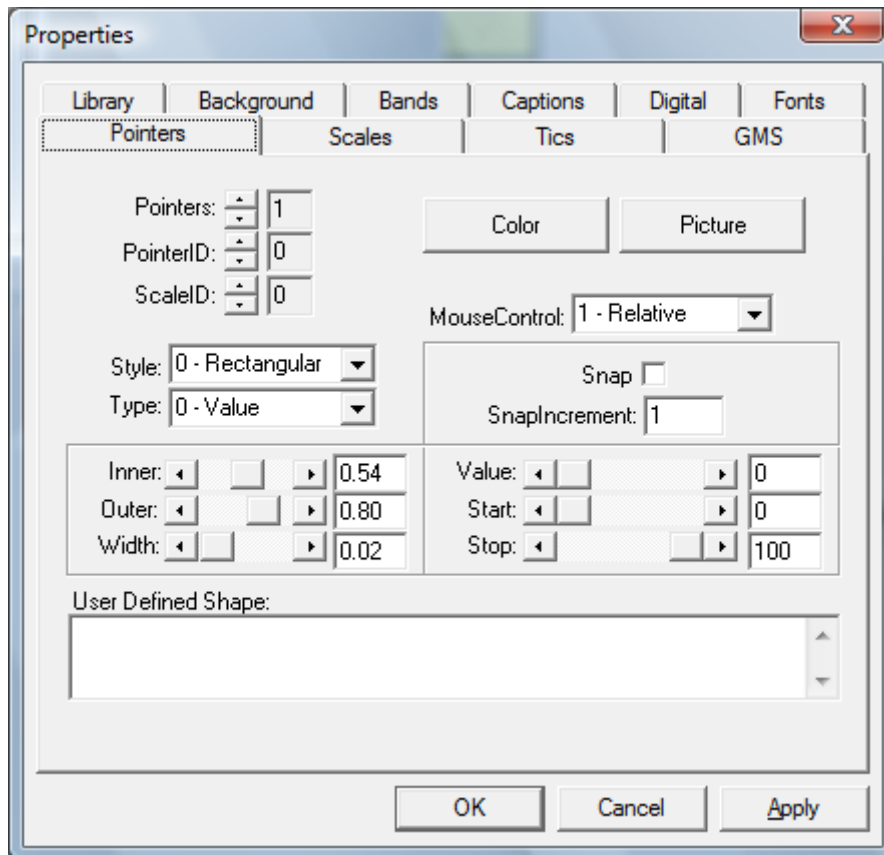 Properties
Library Background Bands Captions Digital Fonts
Pointers Scales Tics GMS
Pointers: 1
PointerID: 0
ScaleID: 0
Color Picture
MouseControl: 1 - Relative
Style: 0 - Rectangular
Type: 0 - Value
Snap
SnapIncrement: 1
Inner: 0.54
Outer: 0.80
Width: 0.02
Value: 0
Start: 0
Stop: 100
User Defined Shape:
OK Cancel Apply